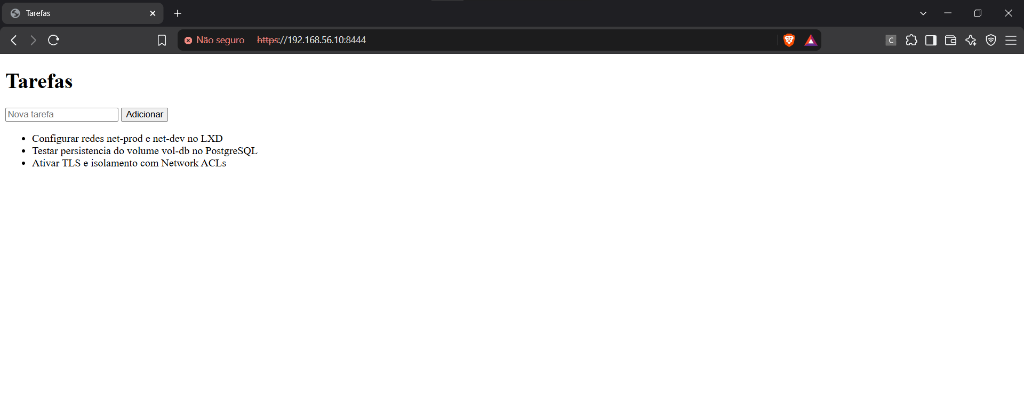 Tarefas
Não seguro https://192.168.56.10:8444
C
Tarefas
Nova tarefa Adicionar
Configurar redes net-prod e net-dev no LXD
Testar persistencia do volume vol-db no PostgreSQL
Ativar TLS e isolamento com Network ACLs